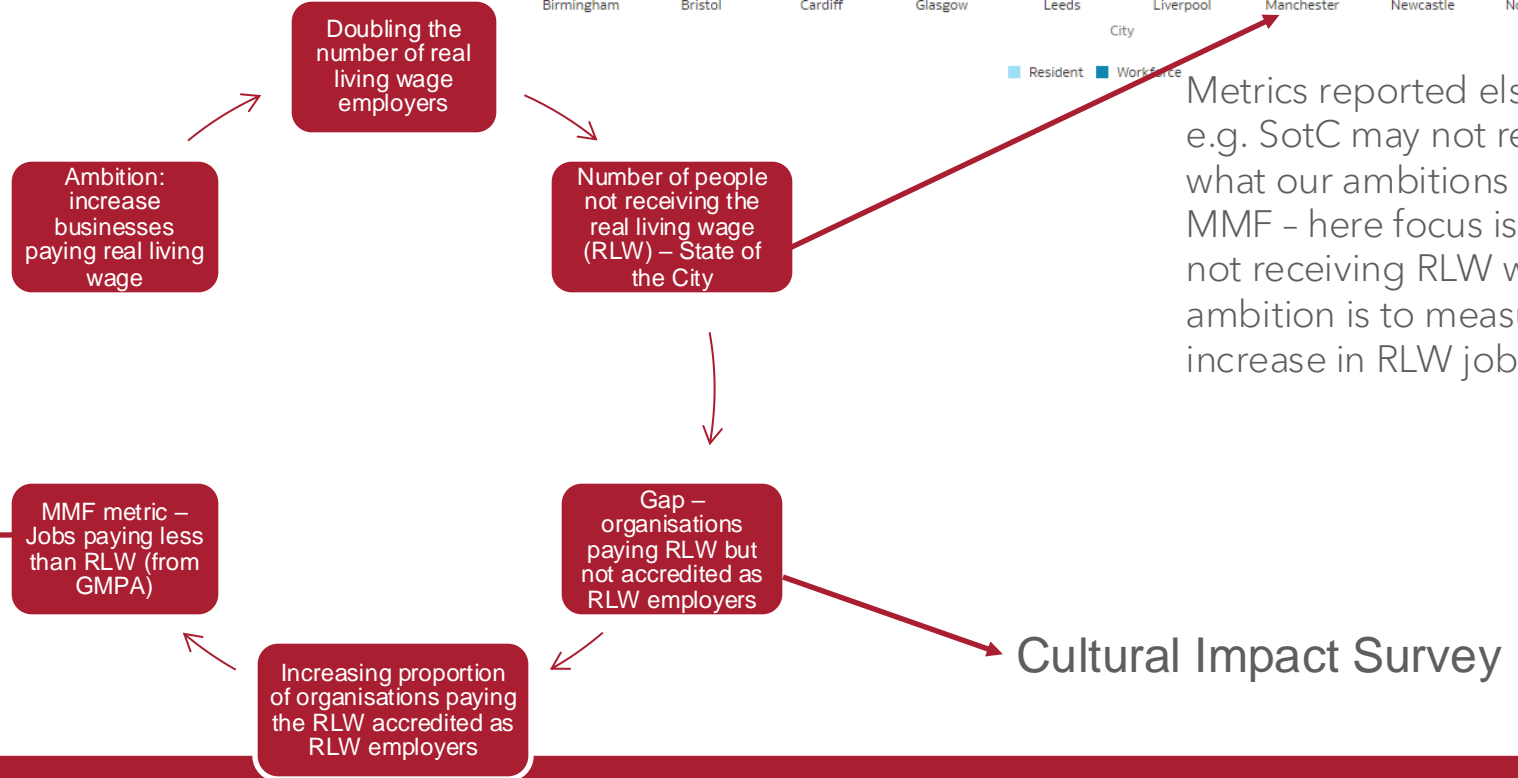 Birmingham Bristol Cardiff Glasgow Leeds Liverpool Manchester Newcastle
City
Resident Workforce
Doubling the
number of real
living wage
employers
Number of people
not receiving the
real living wage
(RLW) – State of
the City
Gap –
organisations
paying RLW but
not accredited as
RLW employers
Increasing proportion
of organisations paying
the RLW accredited as
RLW employers
MMF metric –
Jobs paying less
than RLW (from
GMPA)
Ambition:
increase
businesses
paying real living
wage
Metrics reported
e.g. SotC may not
what our ambitions
MMF – here focus is
not receiving RLW
ambition is to
increase in RLW
Cultural Impact Survey